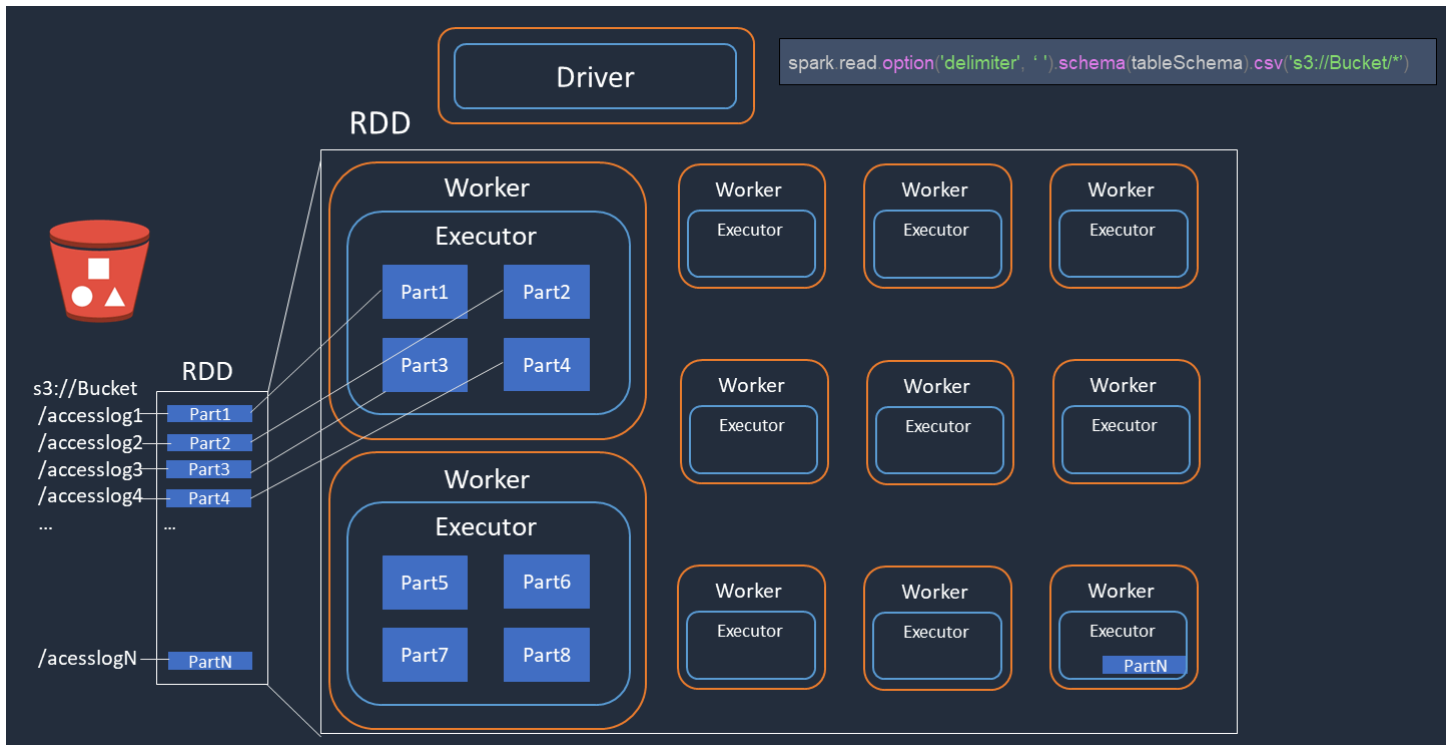 Driver
spark.read.option('delimiter', ‘ ’).schema(tableSchema).csv('s3://Bucket/*’)
RDD
Worker
Executor
Part1
Part2
Part3
Part4
Worker
Executor
Worker
Executor
Worker
Executor
RDD
s3://Bucket
/accesslog1
Part1
/accesslog2
Part2
/accesslog3
Part3
/accesslog4
Part4
...
...
/acesslogN
PartN
Worker
Executor
Worker
Executor
Worker
Executor
Worker
Executor
Part5
Part6
Part7
Part8
Worker
Executor
Worker
Executor
Worker
Executor
PartN